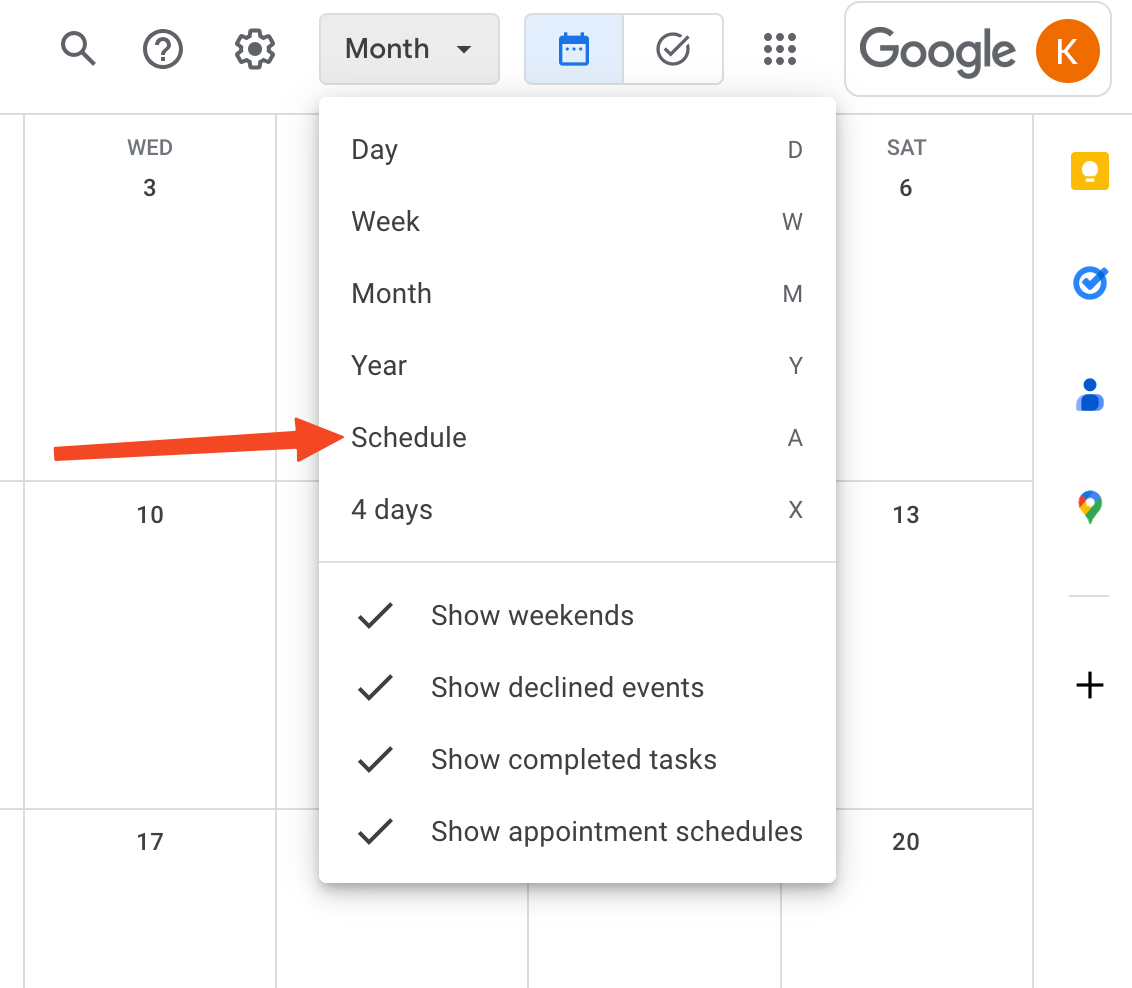 Month
Google
K
WED
3
SAT
6
Day D
Week W
Month M
Year Y
Schedule A
4 days X
10
13
Show weekends
Show declined events
Show completed tasks
Show appointment schedules
17
20